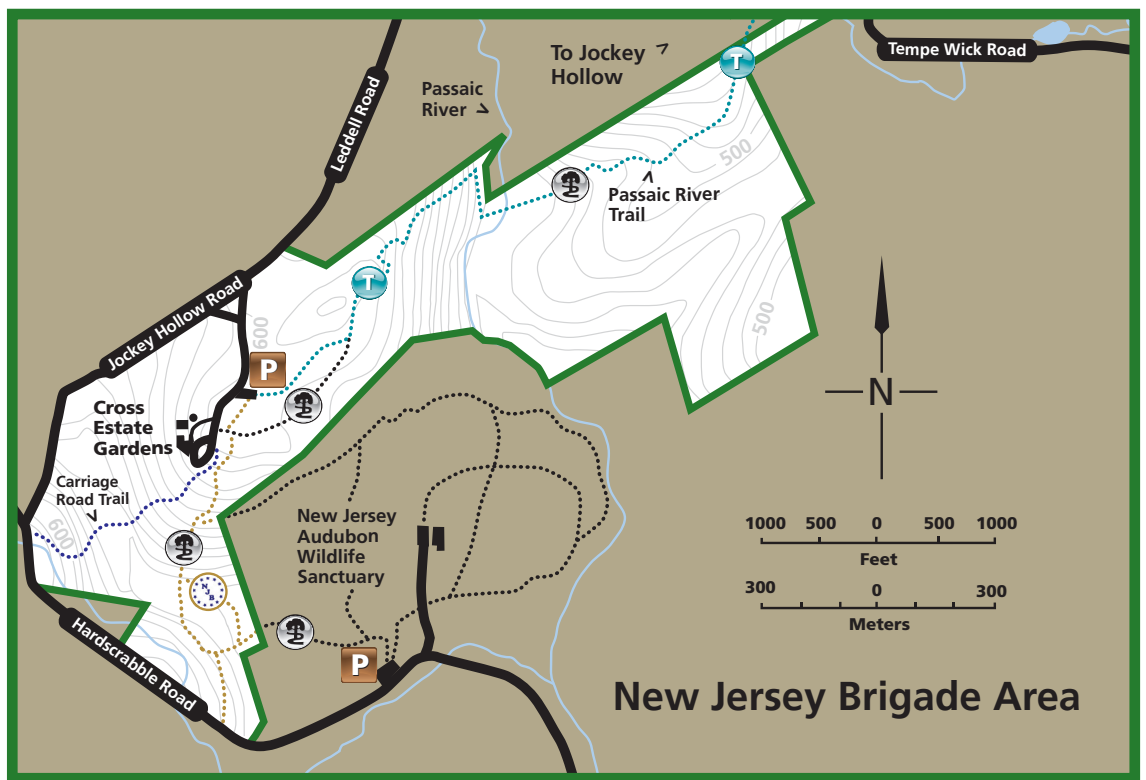 To Jockey
Hollow
T
Tempe Wick Road
Passaic
River
Leddell Road
500
Passaic River
Trail
T
Jockey Hollow Road
600
500
P
Cross
Estate
Gardens
N
Carriage
Road Trail
600
New Jersey
Audubon
Wildlife
Sanctuary
1000 500 0 500 1000
Feet
NJB
300 0 300
Meters
Hardscrabble Road
P
New Jersey Brigade Area